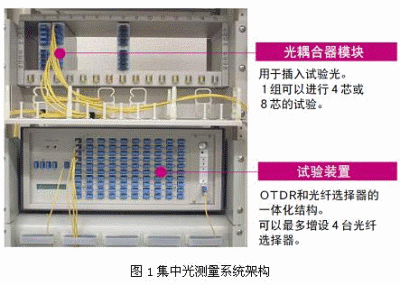 光耦合器模块
用于插入试验光。
1组可以进行4芯或
8芯的试验。
试验装置
OTDR和光纤选择器的
一体化结构。
可以最多增设4台光纤
选择器。
图1集中光测量系统架构